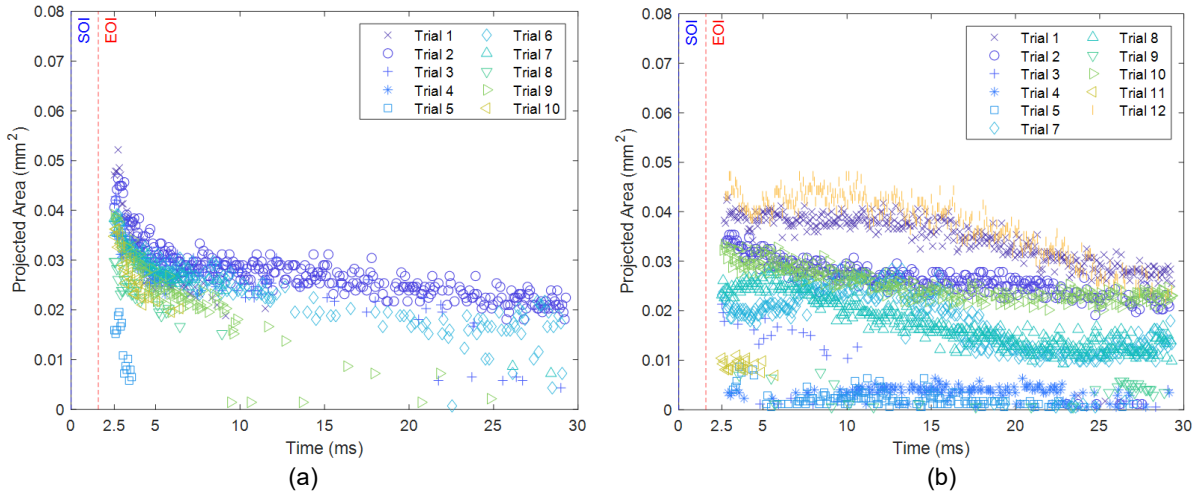 0.08
0.07
0.06
0.05
0.04
0.03
0.02
0.01
0
Projected Area (mm²)
SOI
EOI
Trial 1
Trial 2
Trial 3
Trial 4
Trial 5
Trial 6
Trial 7
Trial 8
Trial 9
Trial 10
0 2.5 5 10 15 20 25 30
Time (ms)
(a)
0.08
0.07
0.06
0.05
0.04
0.03
0.02
0.01
0
Projected Area (mm²)
SOI
EOI
Trial 1
Trial 2
Trial 3
Trial 4
Trial 5
Trial 7
Trial 8
Trial 9
Trial 10
Trial 11
Trial 12
0 2.5 5 10 15 20 25 30
Time (ms)
(b)